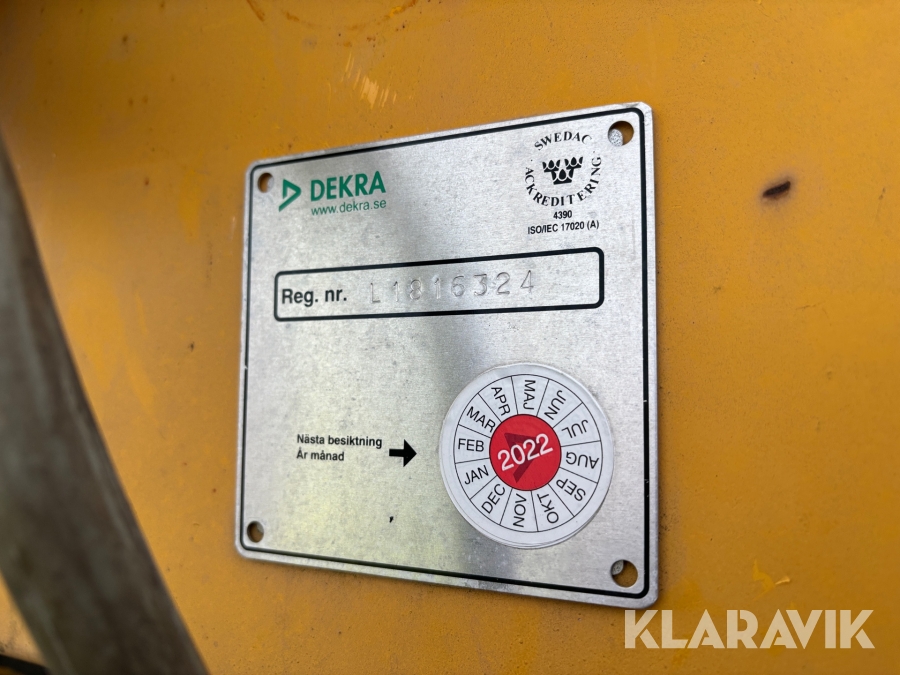 DEKRA
www.dekra.se
SWEDAC
ACKREDITERING
4390
ISO/IEC 17020 (A)
Reg. nr. L1816324
Nästa besiktning
År månad
JAN FEB MAR APR MAJ JUN JUL AUG SEP OKT NOV DEC
2022
KLARAVIK